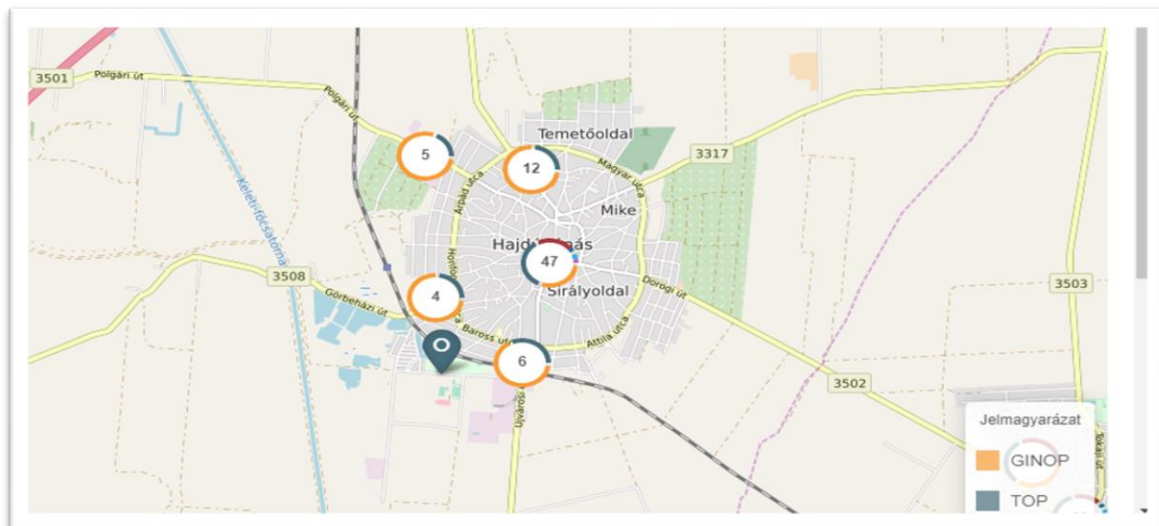 3501
Polgári út
Polgári út
Temetőoldal
5
12
Magyar utca
3317
Árpád utca
Mike
Keleti-főcsatorna
47
3508
3503
Sirályoldal
Dorogi út
4
Görbeházi út
Baross
Attila utca
6
3502
Újvárosi
Jelmagyarázat
Tokaji út
GINOP
TOP